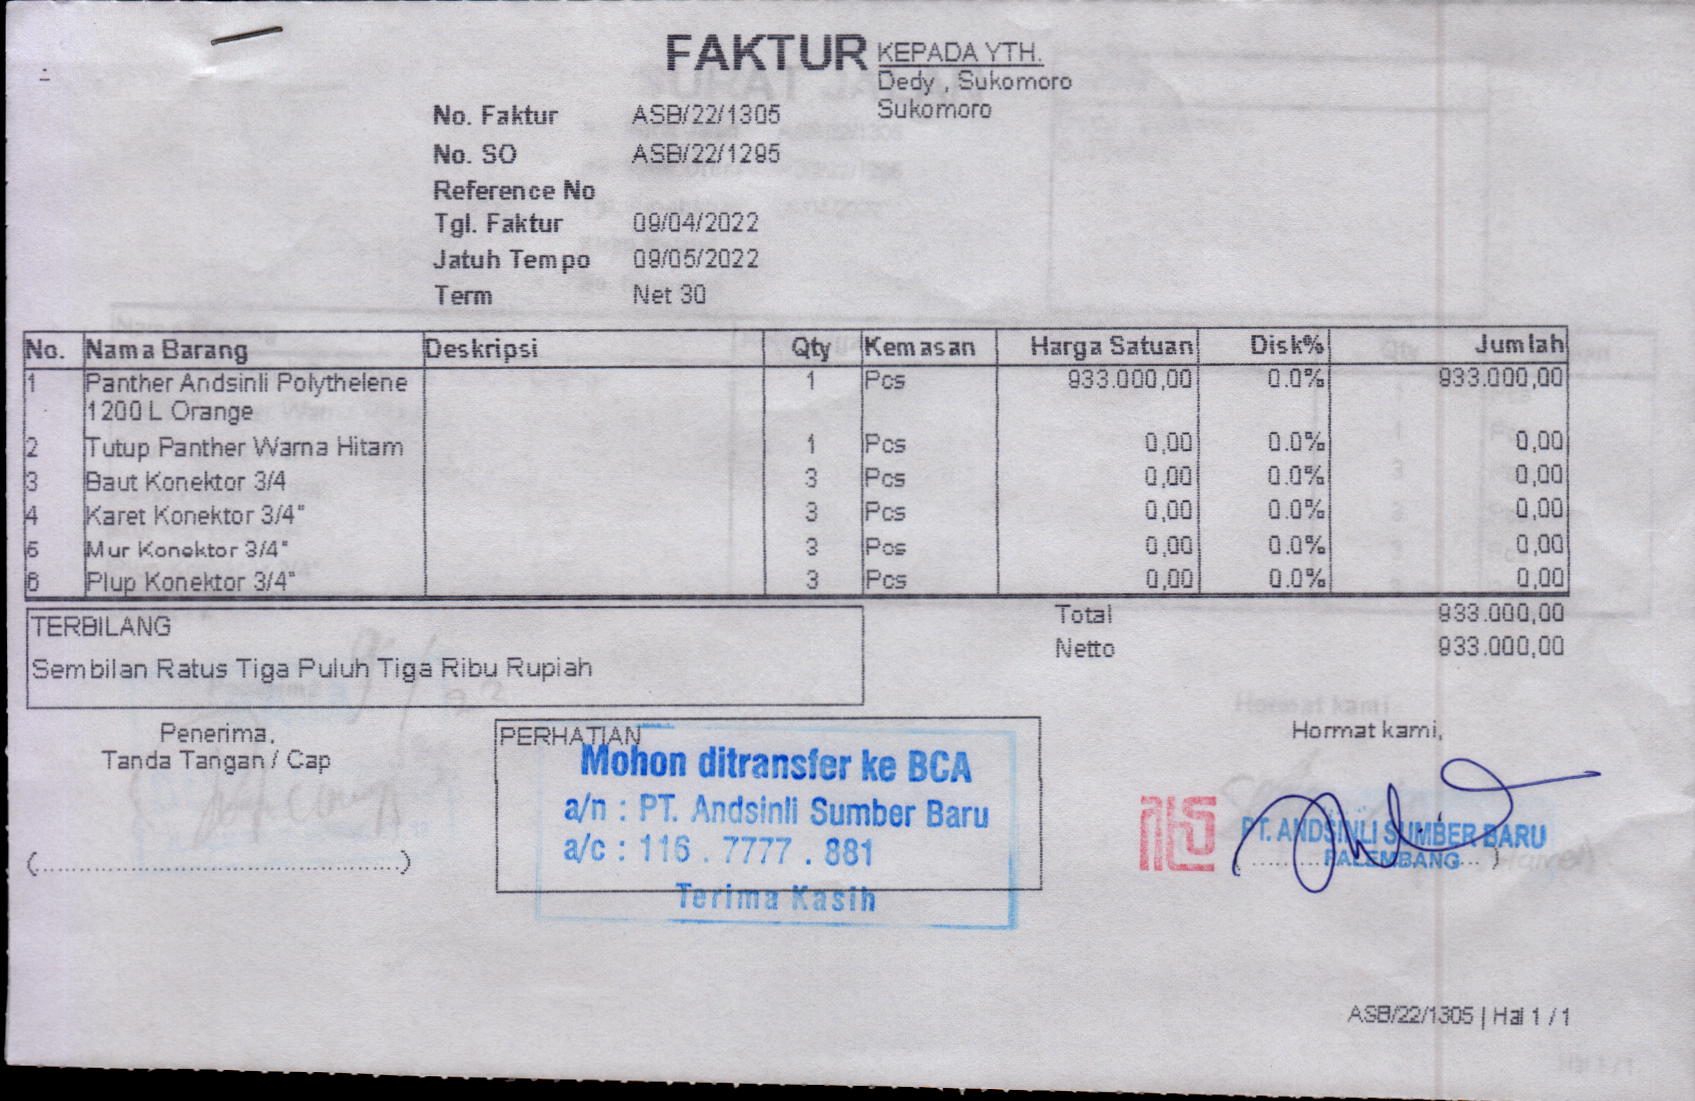 FAKTUR
KEPADA YTH.
Dedy , Sukomoro
Sukomoro
No. Faktur ASB/22/1305
No. SO ASB/22/1295
Reference No
Tgl. Faktur 09/04/2022
Jatuh Tempo 09/05/2022
Term Net 30
No. Nama Barang Deskripsi Qty Kemasan Harga Satuan Disk% Jumlah
1 Panther Andsinli Polythelene 1 Pcs 933.000,00 0.0% 933.000,00
1200 L Orange
2 Tutup Panther Warna Hitam 1 Pcs 0,00 0.0% 0,00
3 Baut Konektor 3/4 3 Pcs 0,00 0.0% 0,00
4 Karet Konektor 3/4" 3 Pcs 0,00 0.0% 0,00
5 Mur Konektor 3/4" 3 Pcs 0,00 0.0% 0,00
6 Plup Konektor 3/4" 3 Pcs 0,00 0.0% 0,00
Total 933.000,00
Netto 933.000,00
TERBILANG
Sembilan Ratus Tiga Puluh Tiga Ribu Rupiah
Penerima,
Tanda Tangan / Cap
(..........................................)
PERHATIAN
Mohon ditransfer ke BCA
a/n : PT. Andsinli Sumber Baru
a/c : 116 . 7777 . 881
Terima Kasih
Hormat kami,
PT. ANDSINLI SUMBER BARU
PALEMBANG
ASB/22/1305 | Hal 1 / 1